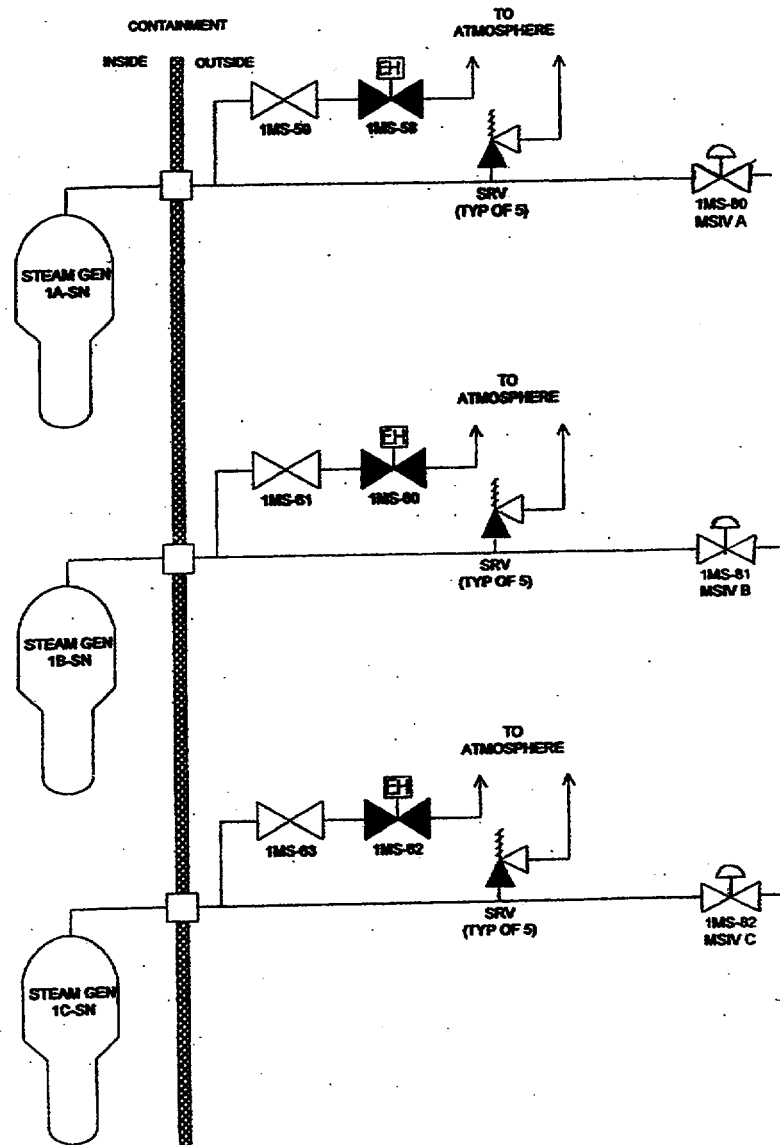 CONTAINMENT
INSIDE OUTSIDE
TO
ATMOSPHERE
EH
1MS-59 1MS-58
SRV
(TYP OF 5)
1MS-80
MSIV A
STEAM GEN
1A-SN
TO
ATMOSPHERE
EH
1MS-61 1MS-60
SRV
(TYP OF 5)
1MS-81
MSIV B
STEAM GEN
1B-SN
TO
ATMOSPHERE
EH
1MS-63 1MS-62
SRV
(TYP OF 5)
1MS-82
MSIV C
STEAM GEN
1C-SN